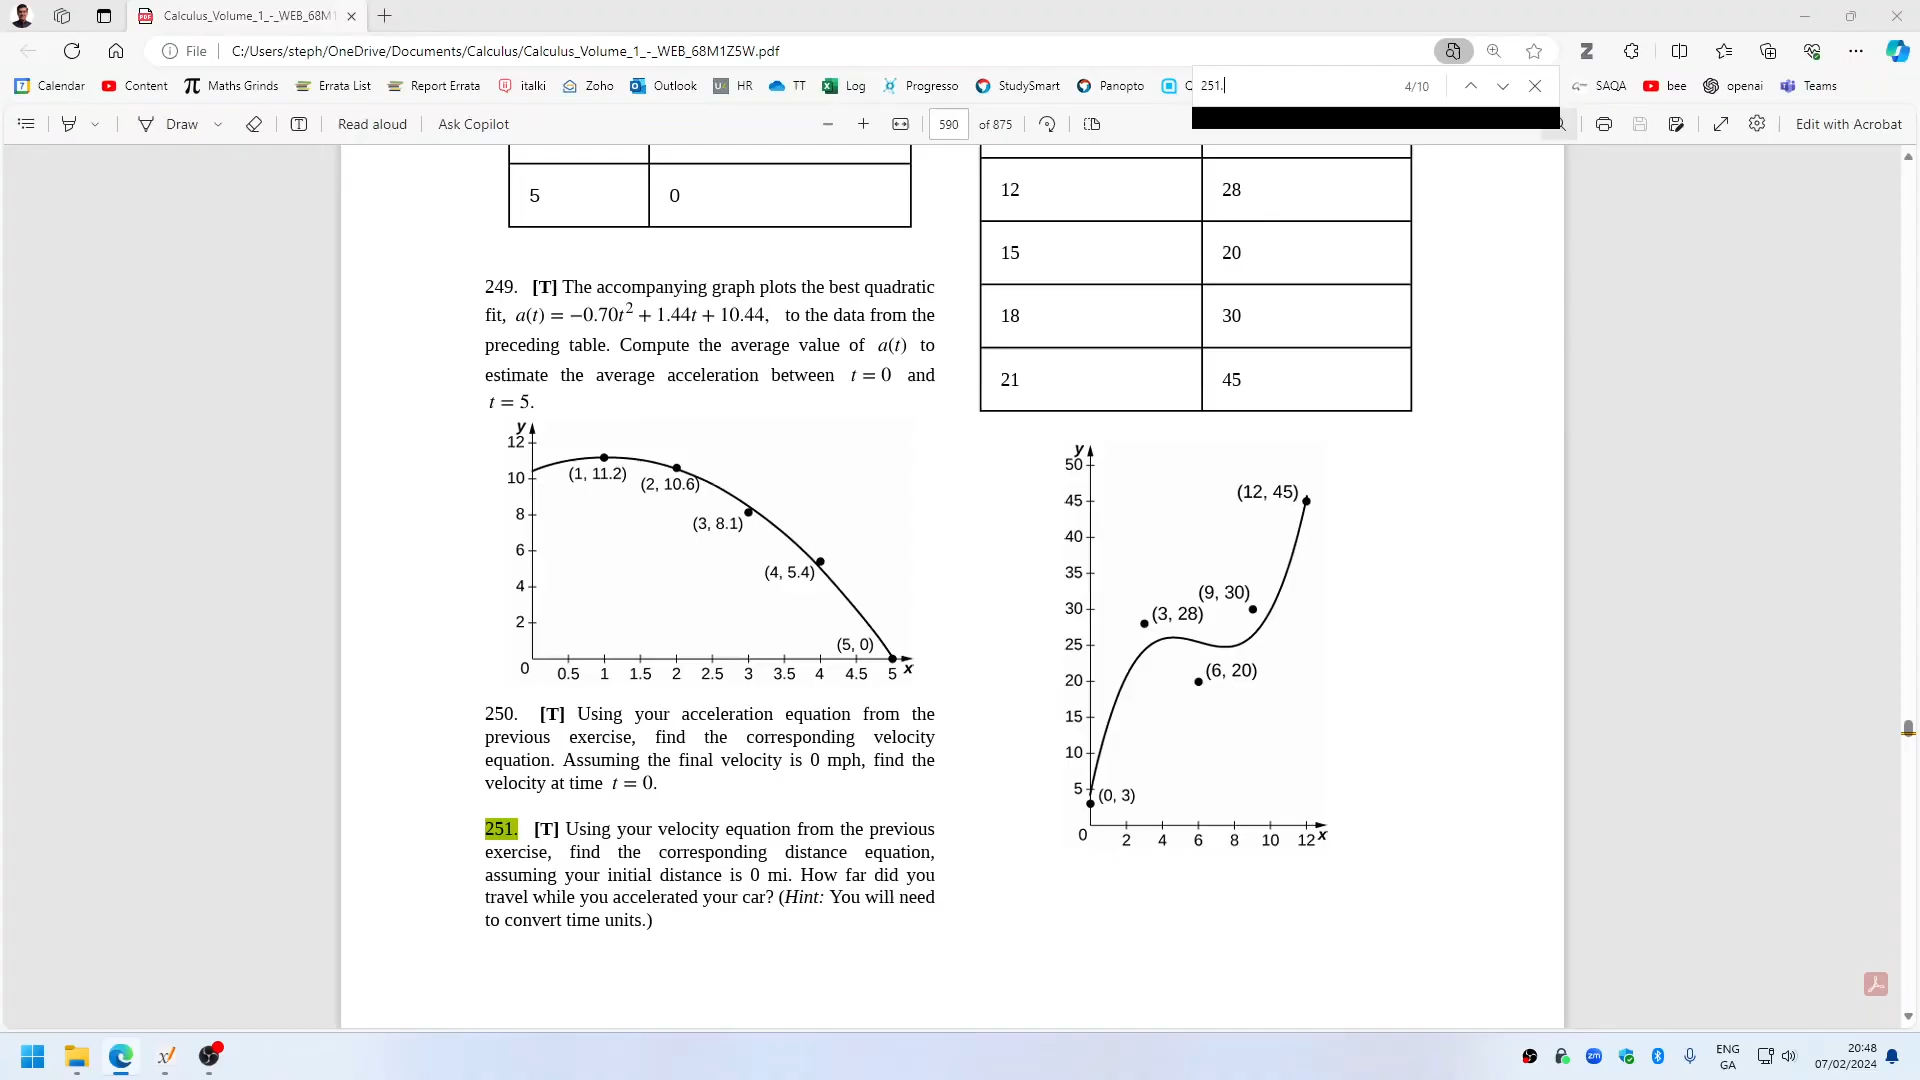 Calculus_Volume_1_-_WEB_68M1
File
C:/Users/steph/OneDrive/Documents/Calculus/Calculus_Volume_1_-_WEB_68M1Z5W.pdf
Calendar
Content
Maths Grinds
Errata List
Report Errata
italki
Zoho
Outlook
HR
TT
Log
Progresso
StudySmart
Panopto
251.
4/10
SAQA
bee
openai
Teams
Draw
Read aloud
Ask Copilot
590 of 875
Edit with Acrobat
5 0
249. [T] The accompanying graph plots the best quadratic
fit, a(t) = −0.70t² + 1.44t + 10.44, to the data from the
preceding table. Compute the average value of a(t) to
estimate the average acceleration between t = 0 and
t = 5.
y
12
10
8
6
4
2
0
0.5 1 1.5 2 2.5 3 3.5 4 4.5 5 x
(1, 11.2)
(2, 10.6)
(3, 8.1)
(4, 5.4)
(5, 0)
250. [T] Using your acceleration equation from the
previous exercise, find the corresponding velocity
equation. Assuming the final velocity is 0 mph, find the
velocity at time t = 0.
251. [T] Using your velocity equation from the previous
exercise, find the corresponding distance equation,
assuming your initial distance is 0 mi. How far did you
travel while you accelerated your car? (Hint: You will need
to convert time units.)
12 28
15 20
18 30
21 45
y
50
45
40
35
30
25
20
15
10
5
0
2 4 6 8 10 12 x
(12, 45)
(9, 30)
(3, 28)
(6, 20)
(0, 3)
ENG
GA
20:48
07/02/2024